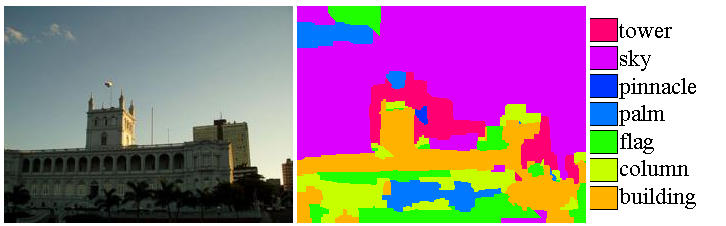 tower
sky
pinnacle
palm
flag
column
building